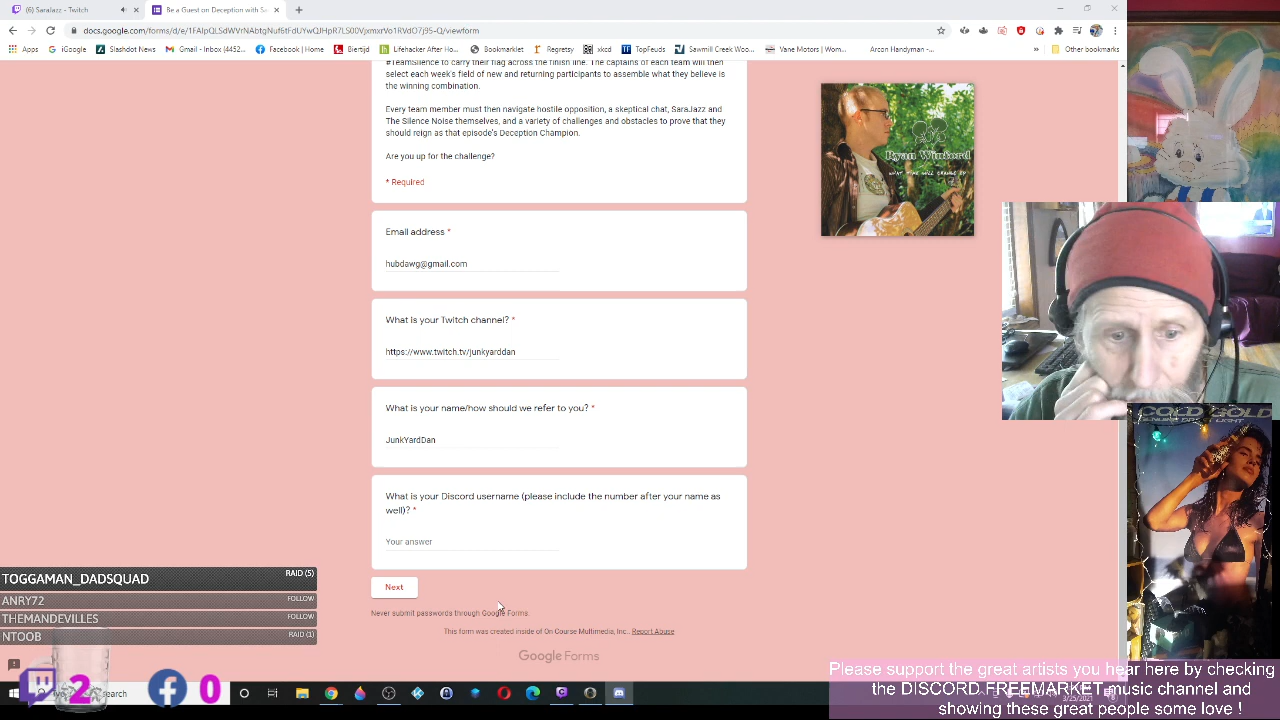 (6) SaraJazz - Twitch
Be a Guest on Deception with Sa
docs.google.com/forms/d/e/1FAIpQLSdWVrNAbtgNuf6tFdUYwQJHpR7LS00VjxmxrVo1RVdO7j9S-Q/viewform
Apps
iGoogle
Slashdot News
Gmail - Inbox (4452...
Facebook | Home
Biertijd
Lifehacker After Ho...
Bookmarklet
Regretsy
xkcd
TopFeuds
Sawmill Creek Woo...
Vane Motors | Wom...
Arcon Handyman -...
»
Other bookmarks
#TeamSilence to carry their flag across the finish line. The captains of each team will then
select each week's field of new and returning participants to assemble what they believe is
the winning combination.
Every team member must then navigate hostile opposition, a skeptical chat, SaraJazz and
The Silence Noise themselves, and a variety of challenges and obstacles to prove that they
should reign as that episode's Deception Champion.
Are you up for the challenge?
* Required
Ryan Winford
Email address *
hubdawg@gmail.com
What is your Twitch channel? *
https://www.twitch.tv/junkyarddan
What is your name/how should we refer to you? *
JunkYardDan
COLD GOLD
What is your Discord username (please include the number after your name as
well)? *
Your answer
Next
Never submit passwords through Google Forms.
This form was created inside of On Course Multimedia, Inc.. Report Abuse
Google Forms
TOGGAMAN_DADSQUAD RAID (5)
ANRY72 FOLLOW
THEMANDEVILLES FOLLOW
NTOOB RAID (1)
2
0
search
Please support the great artists you hear here by checking
the DISCORD FREEMARKET music channel and
showing these great people some love !
3/25/2021